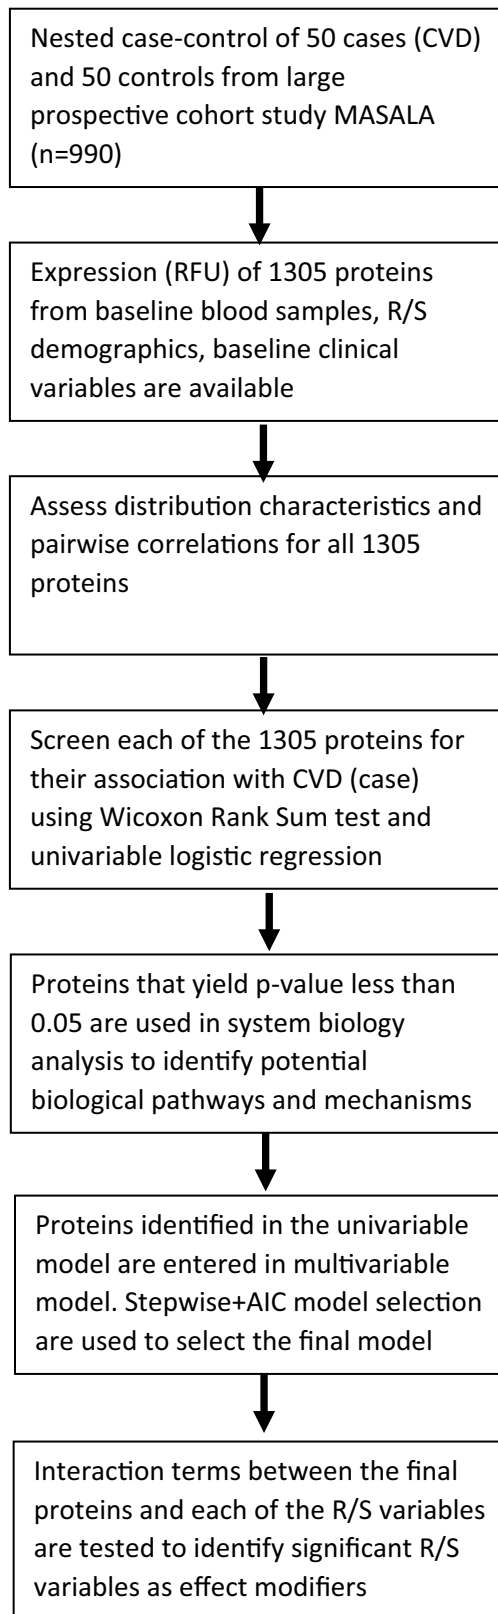 Nested case-control of 50 cases (CVD)
and 50 controls from large
prospective cohort study MASALA
(n=990)
Expression (RFU) of 1305 proteins
from baseline blood samples, R/S
demographics, baseline clinical
variables are available
Assess distribution characteristics and
pairwise correlations for all 1305
proteins
Screen each of the 1305 proteins for
their association with CVD (case)
using Wicoxon Rank Sum test and
univariable logistic regression
Proteins that yield p-value less than
0.05 are used in system biology
analysis to identify potential
biological pathways and mechanisms
Proteins identified in the univariable
model are entered in multivariable
model. Stepwise+AIC model selection
are used to select the final model
Interaction terms between the final
proteins and each of the R/S variables
are tested to identify significant R/S
variables as effect modifiers